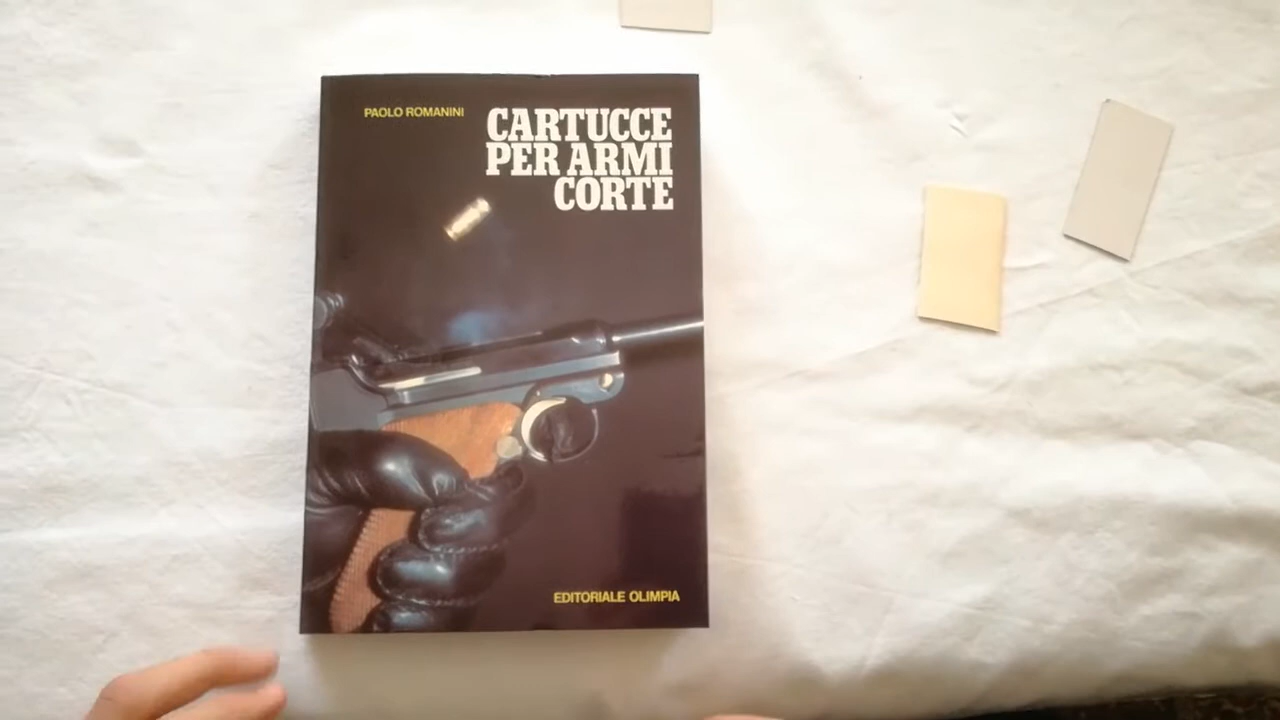 PAOLO ROMANINI
CARTUCCE
PER ARMI
CORTE
EDITORIALE OLIMPIA